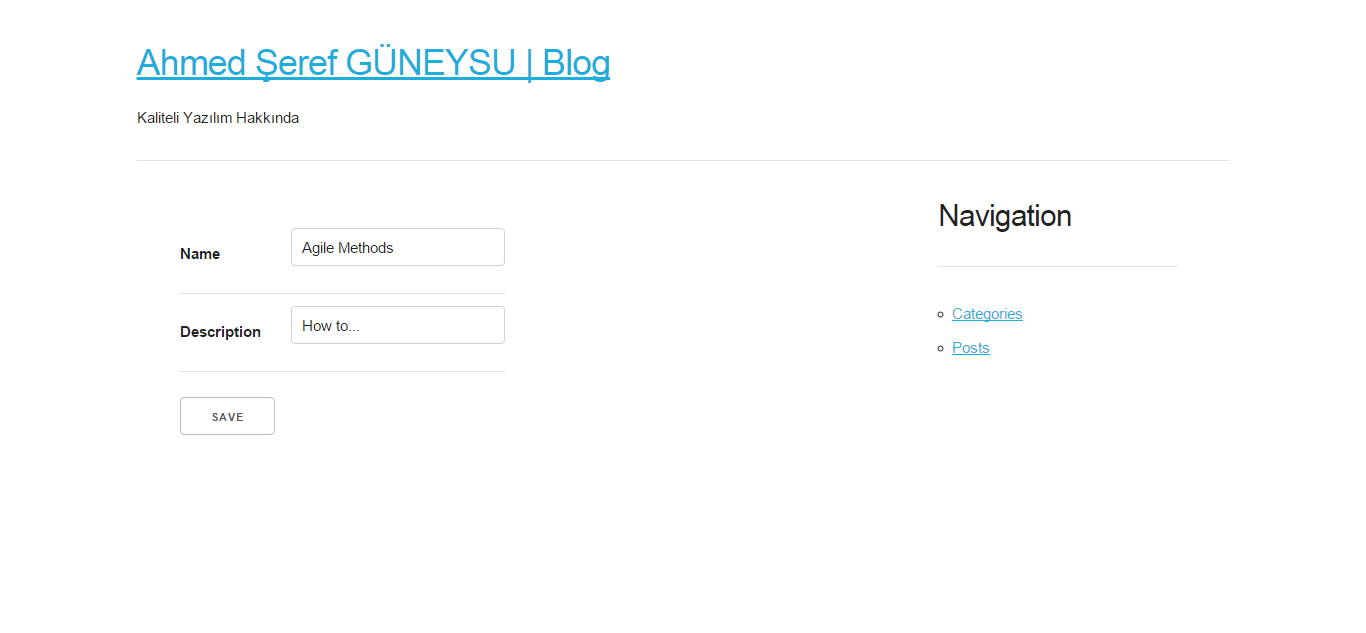 Ahmed Şeref GÜNEYSU | Blog
Kaliteli Yazılım Hakkında
Name Agile Methods
Description How to...
SAVE
Navigation
Categories
Posts